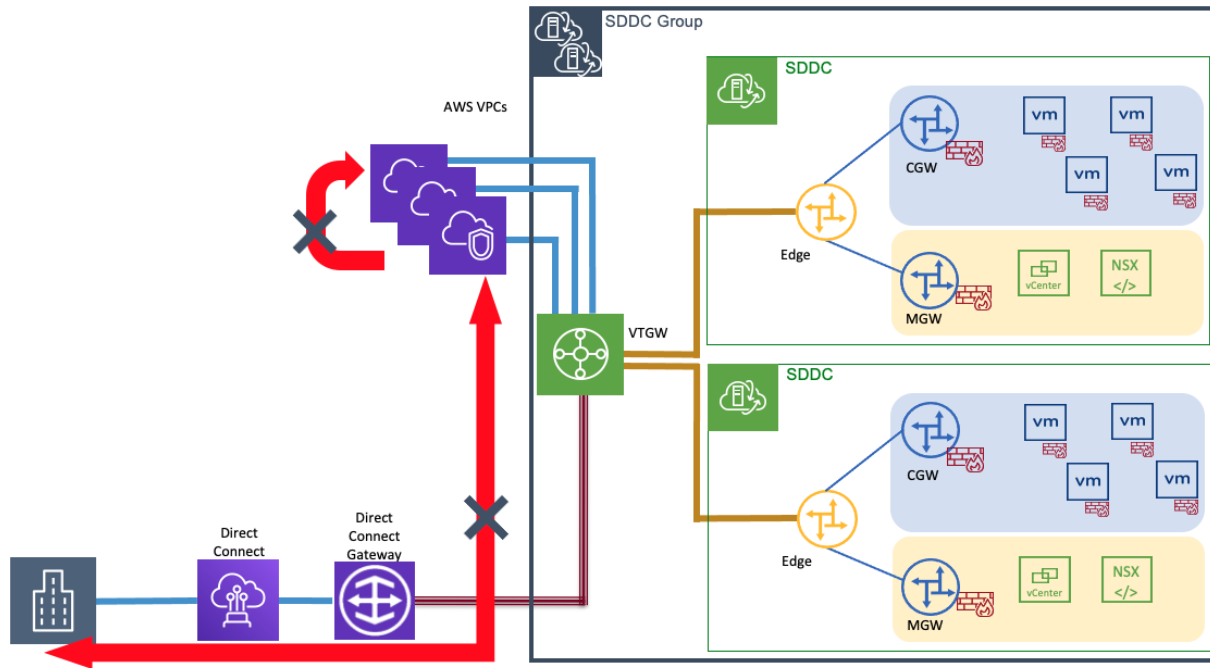 SDDC Group
AWS VPCs
SDDC
CGW
vm
vm
vm
vm
Edge
MGW
vCenter
NSX
</>
VTGW
SDDC
CGW
vm
vm
vm
vm
Edge
MGW
vCenter
NSX
</>
Direct
Connect
Direct
Connect
Gateway